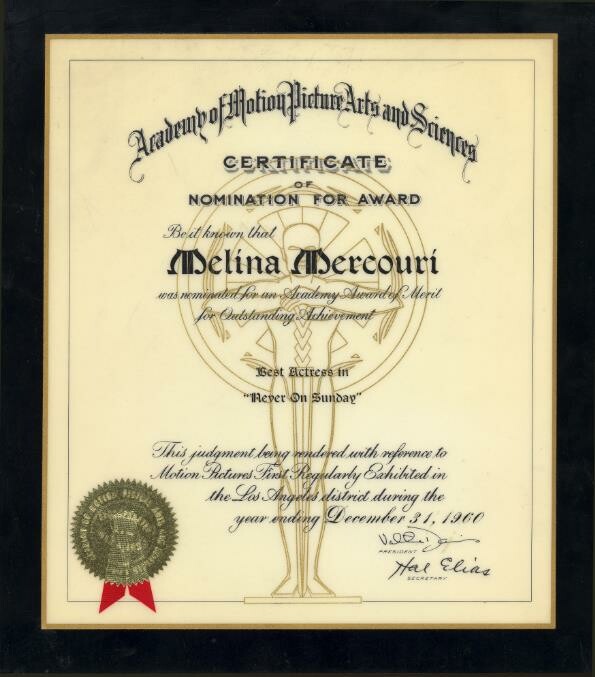 Academy of Motion Picture Arts and Sciences
CERTIFICATE
OF
NOMINATION FOR AWARD
Be it known that
Melina Mercouri
was nominated for an Academy Award of Merit
for Outstanding Achievement
Best Actress in
"Never On Sunday"
This judgment being rendered with reference to
Motion Pictures First Regularly Exhibited in
the Los Angeles district during the
year ending December 31, 1960
PRESIDENT
Hal Elias
SECRETARY